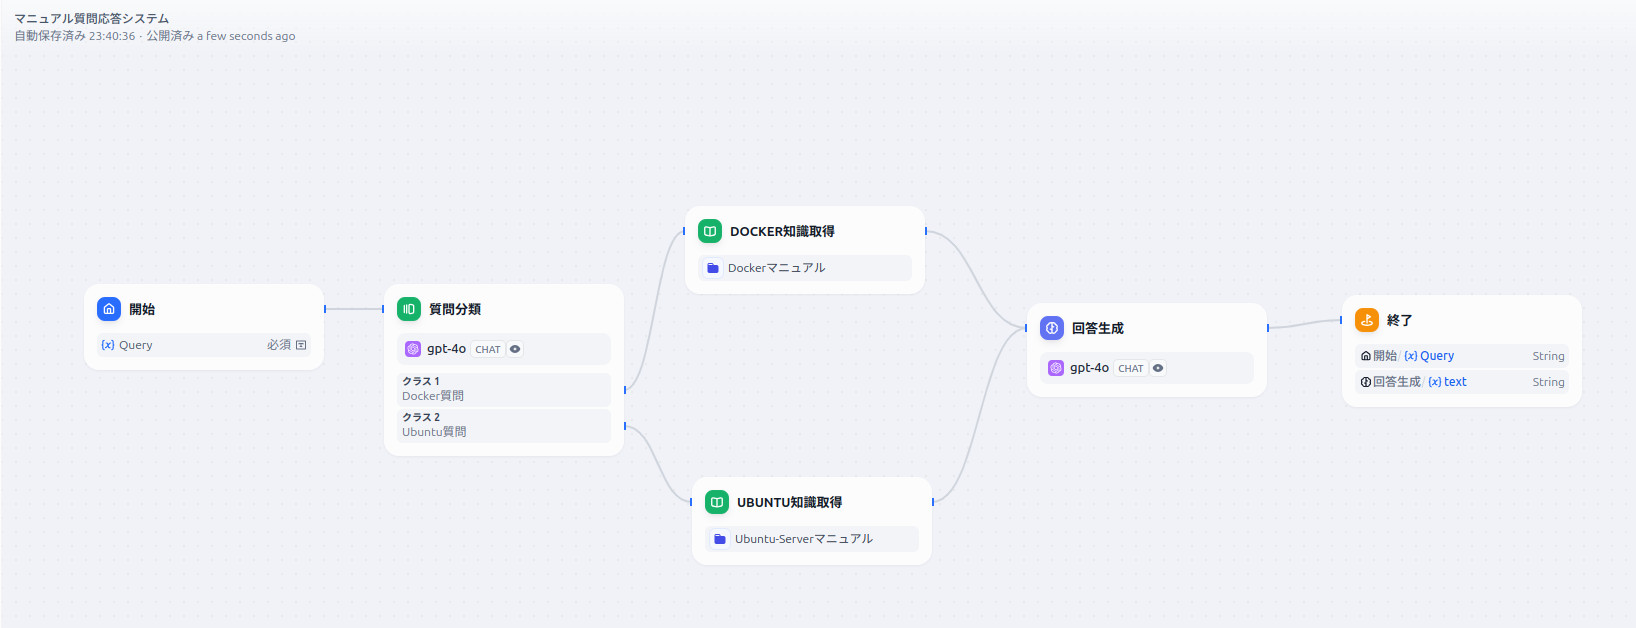 マニュアル質問応答システム
自動保存済み 23:40:36 · 公開済み a few seconds ago
開始
{x} Query 必須
質問分類
gpt-4o CHAT
クラス 1
Docker質問
クラス 2
Ubuntu質問
DOCKER知識取得
Dockerマニュアル
UBUNTU知識取得
Ubuntu-Serverマニュアル
回答生成
gpt-4o CHAT
終了
開始 / {x} Query String
回答生成 / {x} text String